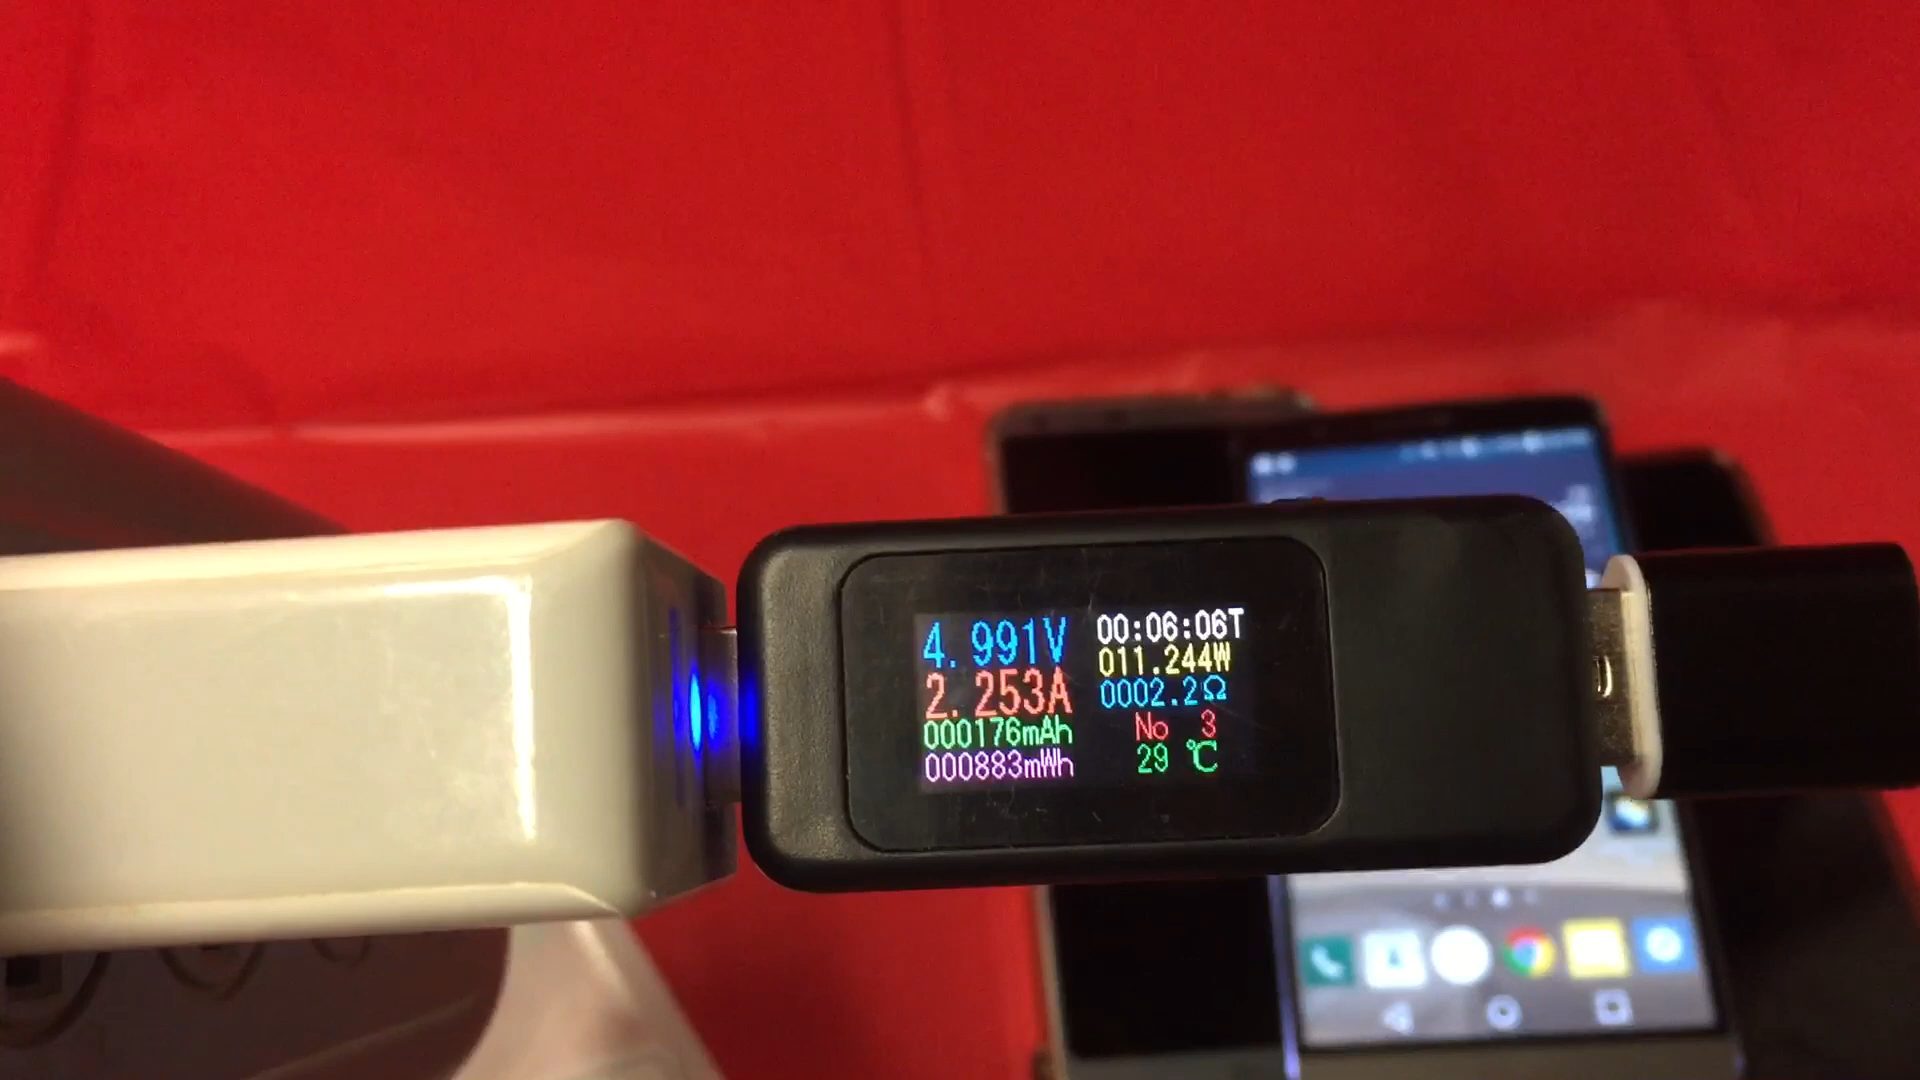 4.991V
2.253A
000176mAh
000883mWh
00:06:06T
011.244W
0002.2Ω
No 3
29 ℃